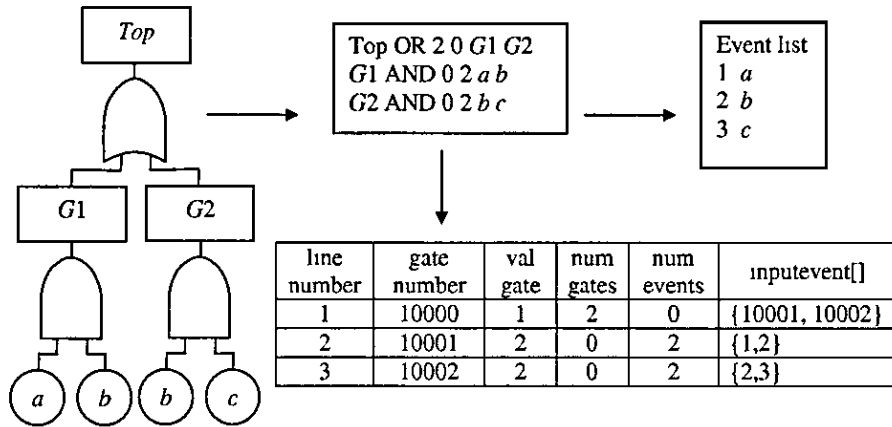 Top
G1
G2
a
b
b
c
Top OR 2 0 G1 G2
G1 AND 0 2 a b
G2 AND 0 2 b c
Event list
1 a
2 b
3 c
line number | gate number | val gate | num gates | num events | inputevent[]
1 | 10000 | 1 | 2 | 0 | {10001, 10002}
2 | 10001 | 2 | 0 | 2 | {1,2}
3 | 10002 | 2 | 0 | 2 | {2,3}